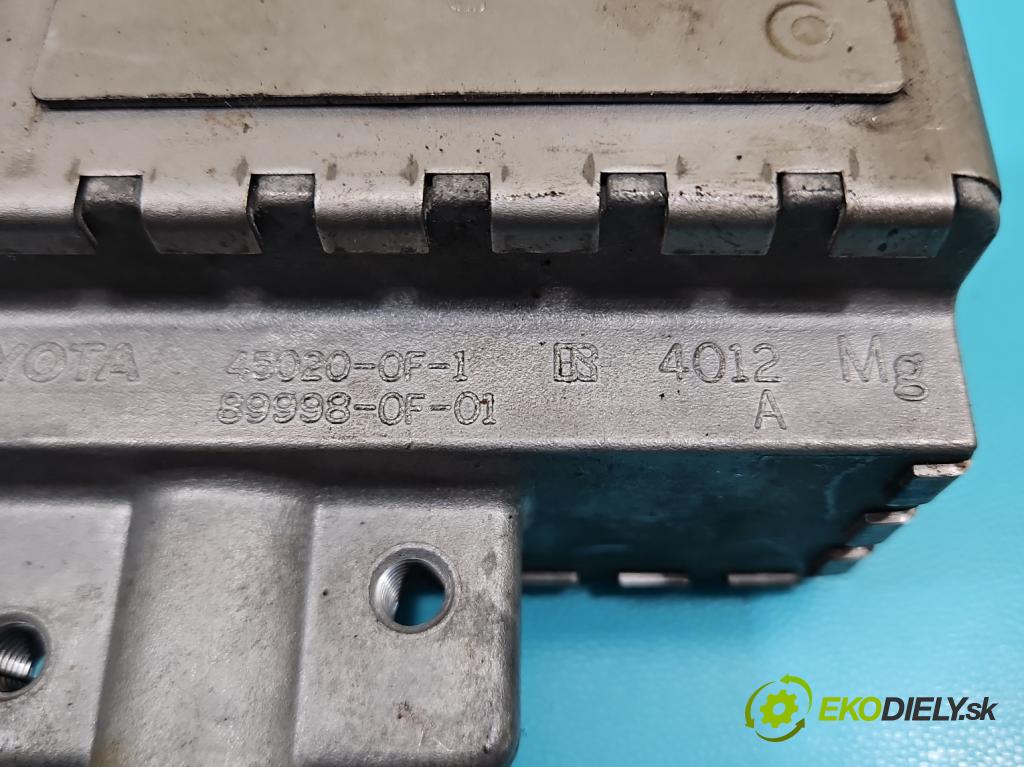 YOTA 45020-0F-1 4012 Mg
89998-0F-01 A
EKODIELY.sk